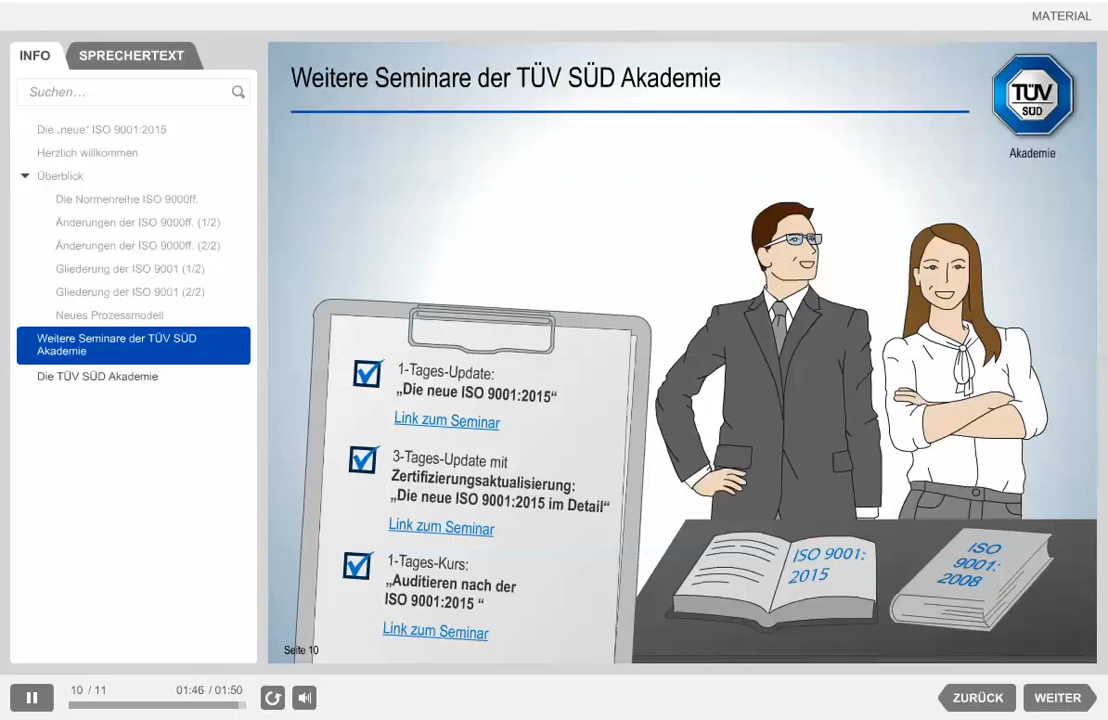 MATERIAL
INFO
SPRECHERTEXT
Suchen....
Die „neue“ ISO 9001:2015
Herzlich willkommen
Überblick
Die Normenreihe ISO 9000ff.
Änderungen der ISO 9000ff. (1/2)
Änderungen der ISO 9000ff. (2/2)
Gliederung der ISO 9001 (1/2)
Gliederung der ISO 9001 (2/2)
Neues Prozessmodell
Weitere Seminare der TÜV SÜD
Akademie
Die TÜV SÜD Akademie
Weitere Seminare der TÜV SÜD Akademie
TÜV
SÜD
Akademie
1-Tages-Update:
„Die neue ISO 9001:2015“
Link zum Seminar
3-Tages-Update mit
Zertifizierungsaktualisierung:
„Die neue ISO 9001:2015 im Detail“
Link zum Seminar
1-Tages-Kurs:
„Auditieren nach der
ISO 9001:2015 “
Link zum Seminar
ISO 9001:
2015
ISO
9001:
2008
Seite 10
10 / 11
01:46 / 01:50
ZURÜCK
WEITER